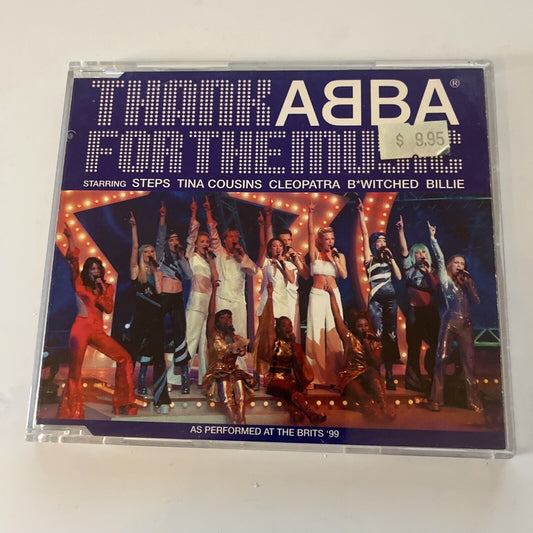 THANK ABBA®
FOR THE MUSIC
$ 9.95
STARRING STEPS TINA COUSINS CLEOPATRA B*WITCHED BILLIE
AS PERFORMED AT THE BRITS '99